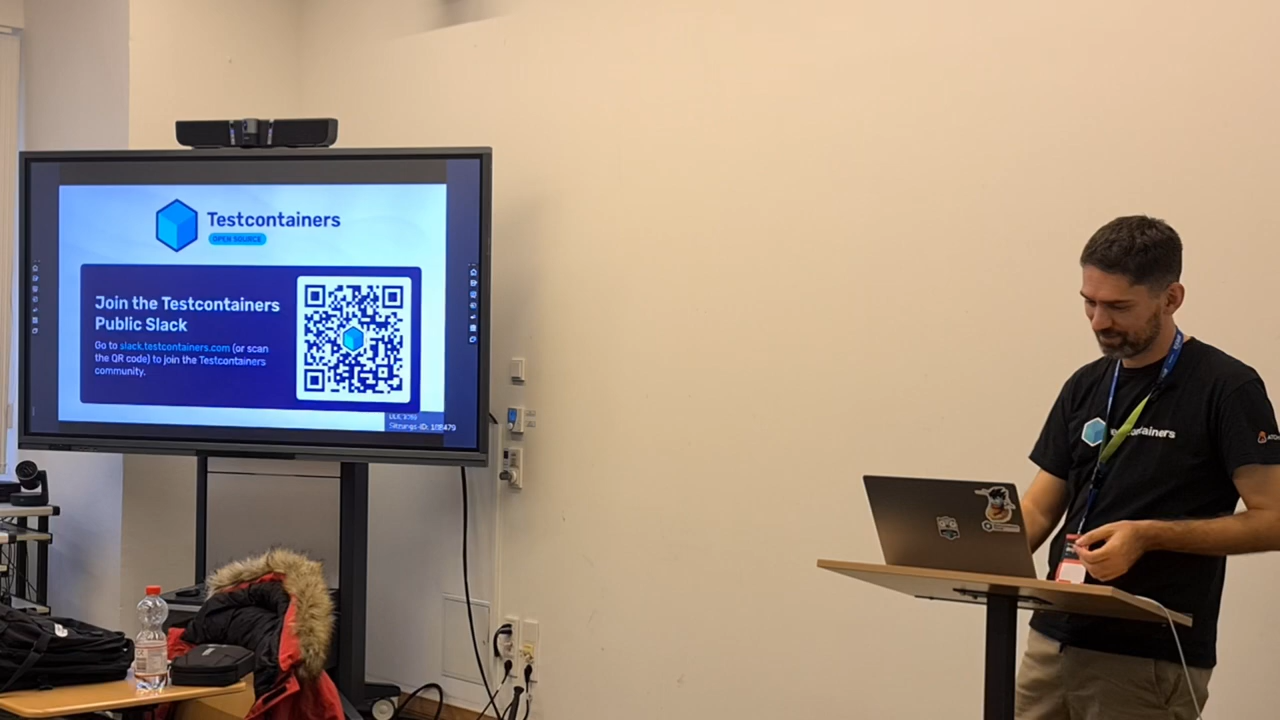 Testcontainers
OPEN SOURCE
Join the Testcontainers
Public Slack
Go to slack.testcontainers.com (or scan
the QR code) to join the Testcontainers
community.
Sitzungs-ID: